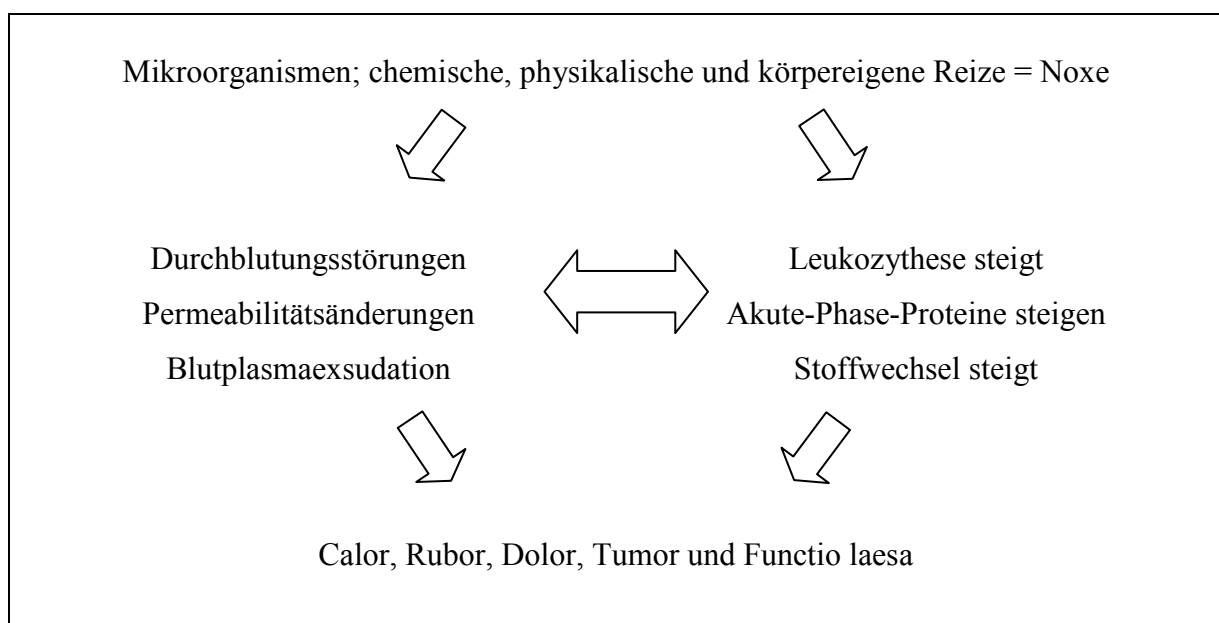 Mikroorganismen; chemische, physikalische und körpereigene Reize = Noxe
Durchblutungsstörungen
Permeabilitätsänderungen
Blutplasmaexsudation
Leukozythese steigt
Akute-Phase-Proteine steigen
Stoffwechsel steigt
Calor, Rubor, Dolor, Tumor und Functio laesa